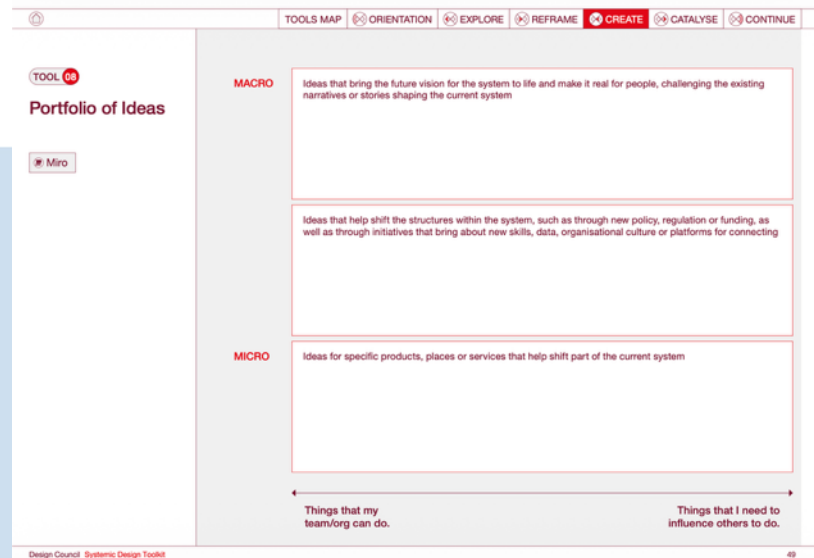 TOOLS MAP ORIENTATION EXPLORE REFRAME CREATE CATALYSE CONTINUE
TOOL 08
Portfolio of Ideas
Miro
MACRO
Ideas that bring the future vision for the system to life and make it real for people, challenging the existing
narratives or stories shaping the current system
Ideas that help shift the structures within the system, such as through new policy, regulation or funding, as
well as through initiatives that bring about new skills, data, organisational culture or platforms for connecting
MICRO
Ideas for specific products, places or services that help shift part of the current system
Things that my
team/org can do.
Things that I need to
influence others to do.
Design Council Systemic Design Toolkit
49